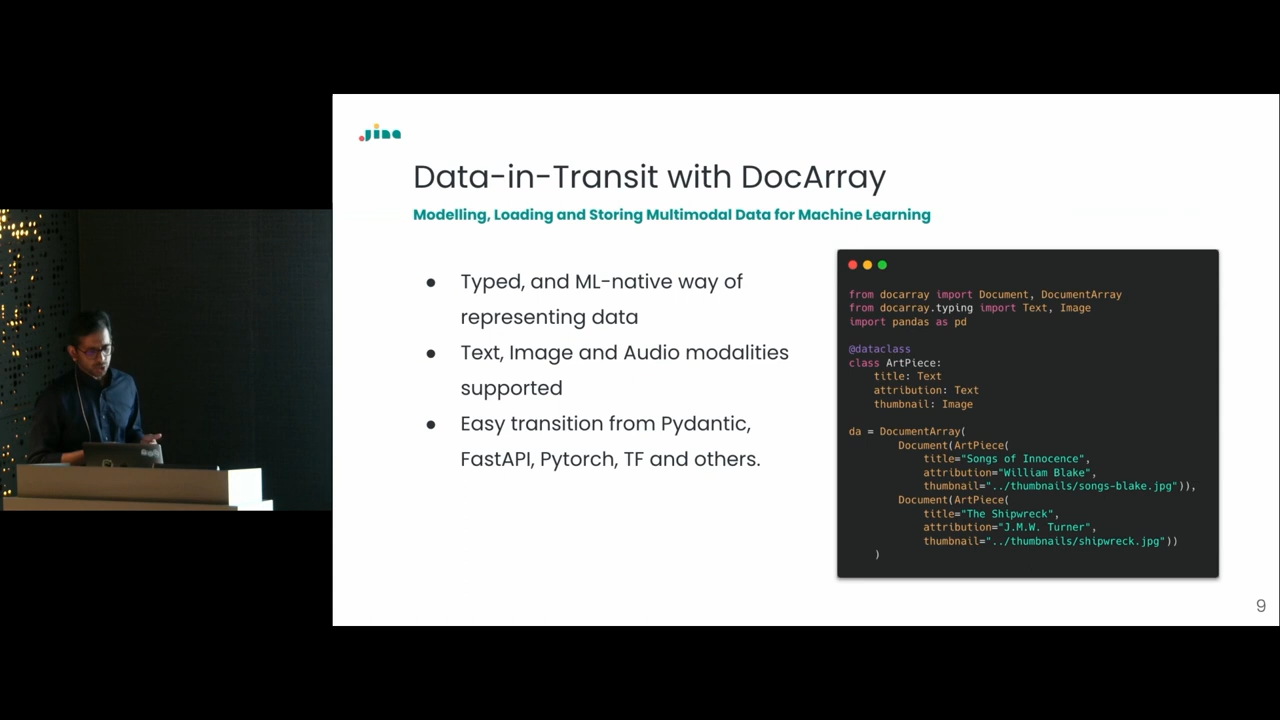 Jina
Data-in-Transit with DocArray
Modelling, Loading and Storing Multimodal Data for Machine Learning
● Typed, and ML-native way of
representing data
● Text, Image and Audio modalities
supported
● Easy transition from Pydantic,
FastAPI, Pytorch, TF and others.
from docarray import Document, DocumentArray
from docarray.typing import Text, Image
import pandas as pd
@dataclass
class ArtPiece:
    title: Text
    attribution: Text
    thumbnail: Image
da = DocumentArray(
        Document(ArtPiece(
            title="Songs of Innocence",
            attribution="William Blake",
            thumbnail="../thumbnails/songs-blake.jpg")),
        Document(ArtPiece(
            title="The Shipwreck",
            attribution="J.M.W. Turner",
            thumbnail="../thumbnails/shipwreck.jpg"))
    )
9